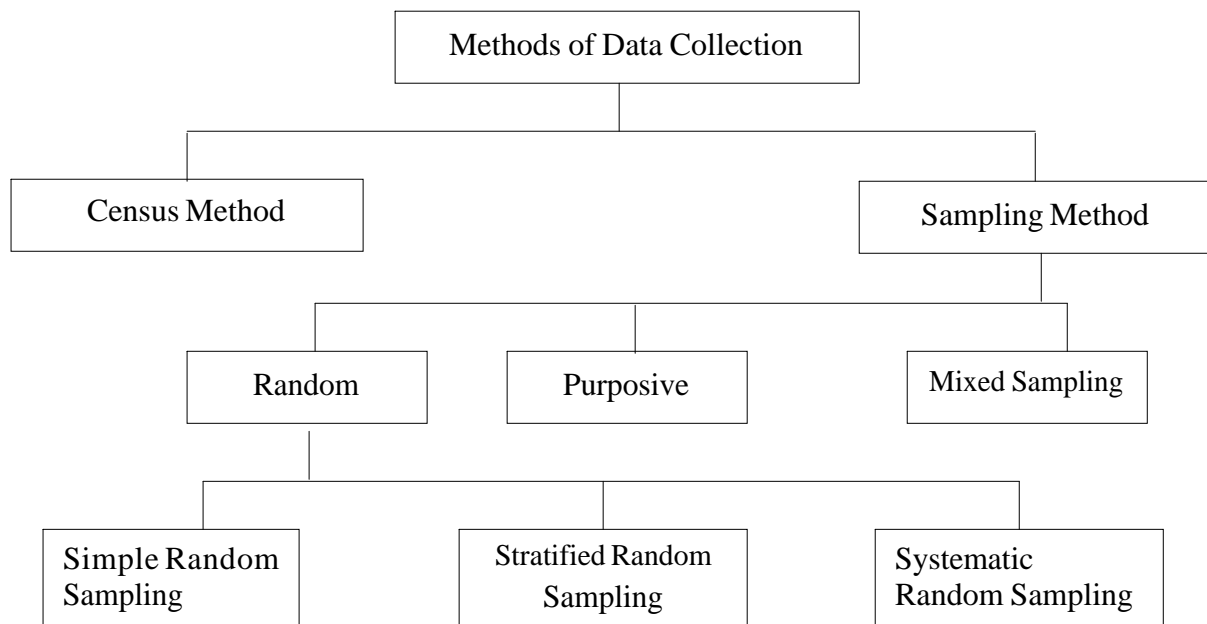 Methods of Data Collection
Census Method
Sampling Method
Random
Purposive
Mixed Sampling
Simple Random
Sampling
Stratified Random
Sampling
Systematic
Random Sampling